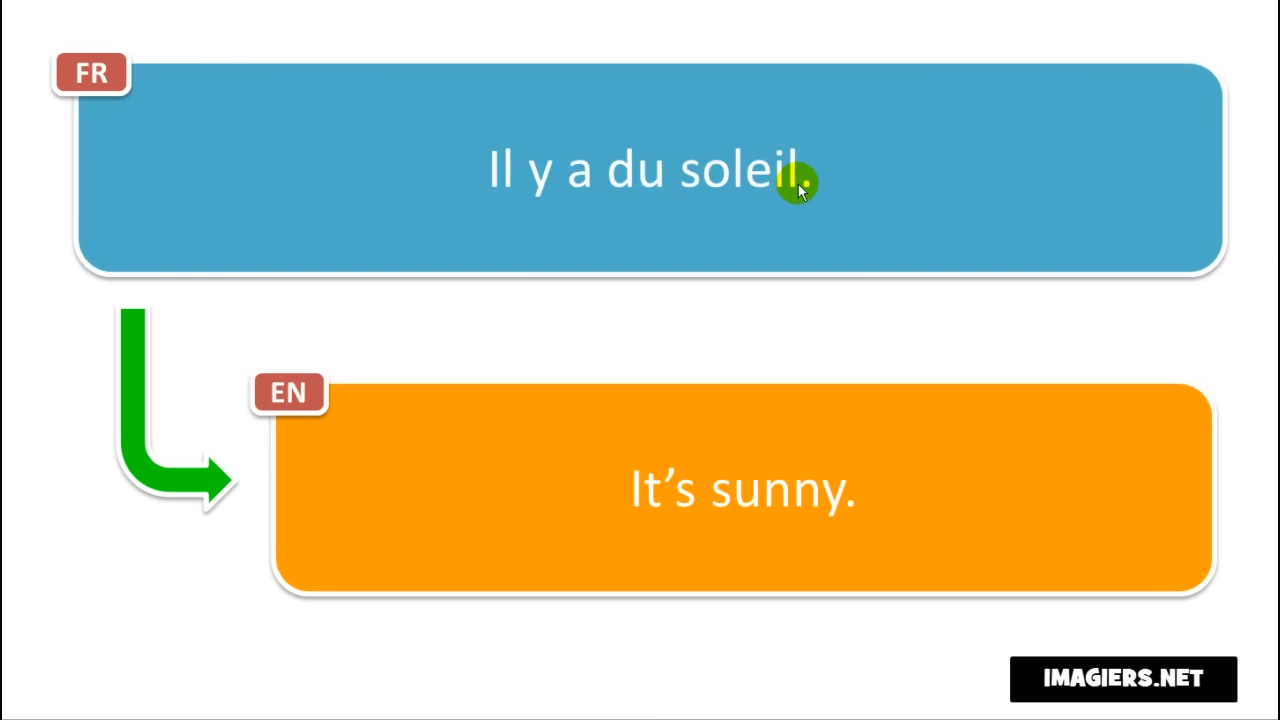 FR
Il y a du soleil.
EN
It’s sunny.
IMAGIERS.NET